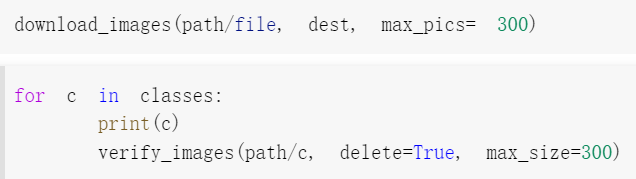 download_images(path/file, dest, max_pics= 300)
for c in classes:
print(c)
verify_images(path/c, delete=True, max_size=300)